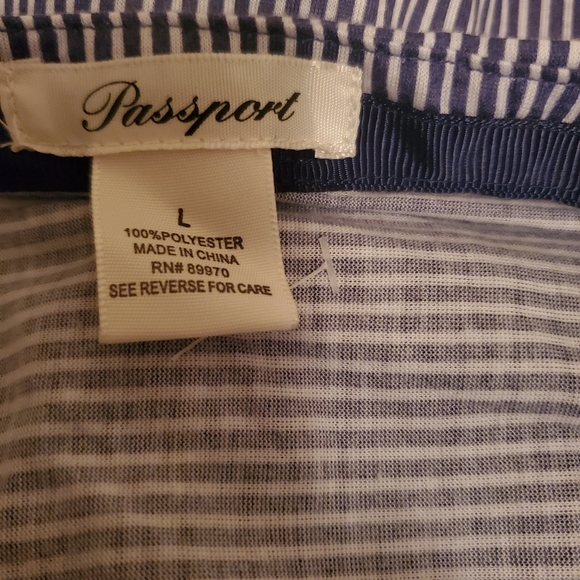 Passport
L
100%POLYESTER
MADE IN CHINA
RN# 89970
SEE REVERSE FOR CARE